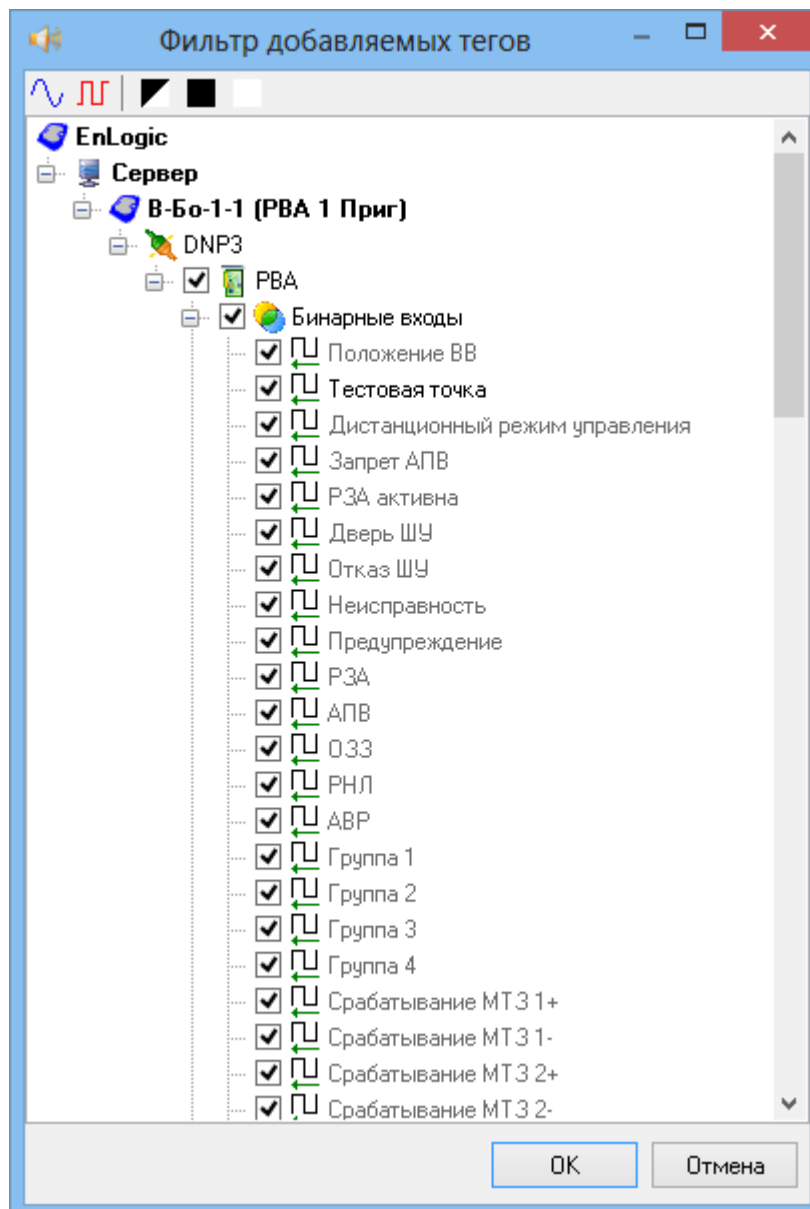 Фильтр добавляемых тегов
EnLogic
Сервер
В-Бо-1-1 (РВА 1 Приг)
DNP3
РВА
Бинарные входы
Положение ВВ
Тестовая точка
Дистанционный режим управления
Запрет АПВ
РЗА активна
Дверь ШУ
Отказ ШУ
Неисправность
Предупреждение
РЗА
АПВ
ОЗЗ
РНЛ
АВР
Группа 1
Группа 2
Группа 3
Группа 4
Срабатывание МТЗ 1+
Срабатывание МТЗ 1-
Срабатывание МТЗ 2+
Срабатывание МТЗ 2-
OK Отмена